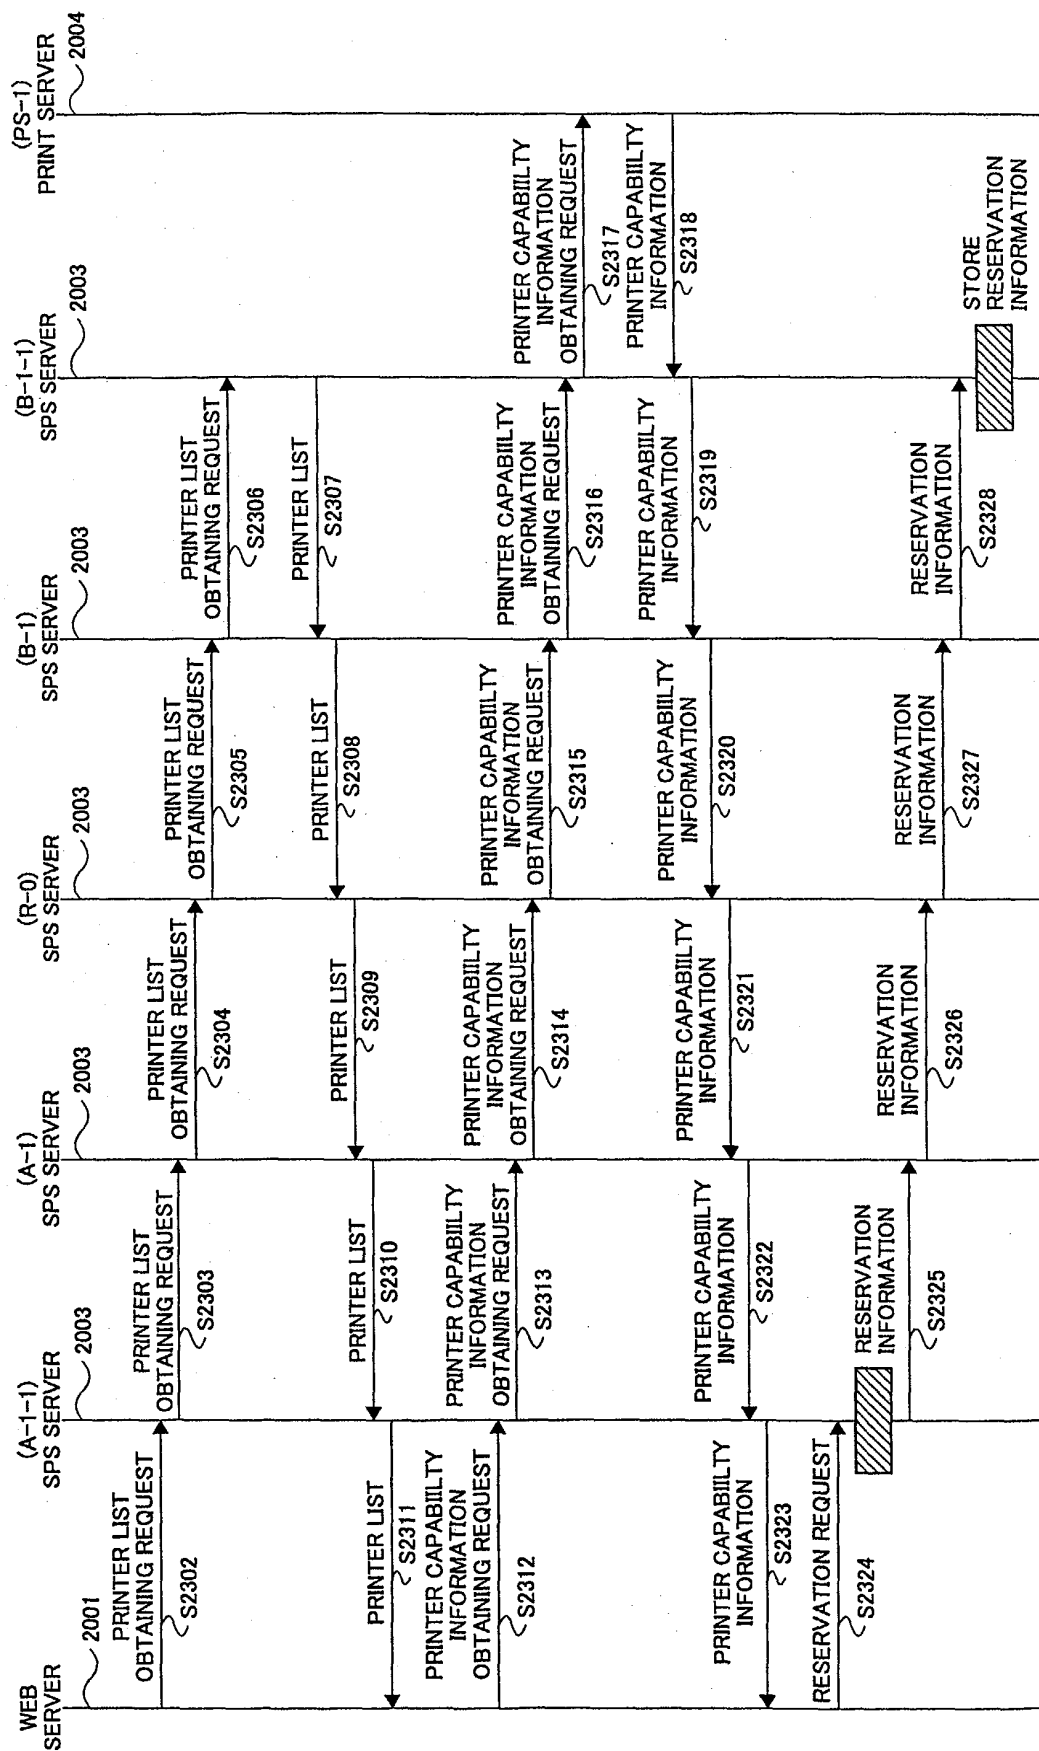 WEB
SERVER
2001
(A-1-1)
SPS SERVER
2003
(A-1)
SPS SERVER
2003
(R-0)
SPS SERVER
2003
(B-1)
SPS SERVER
2003
(B-1-1)
SPS SERVER
2003
(PS-1)
PRINT SERVER
2004
PRINTER LIST
OBTAINING REQUEST
S2302
PRINTER LIST
OBTAINING REQUEST
S2303
PRINTER LIST
OBTAINING REQUEST
S2304
PRINTER LIST
OBTAINING REQUEST
S2305
PRINTER LIST
OBTAINING REQUEST
S2306
PRINTER LIST
S2307
PRINTER LIST
S2308
PRINTER LIST
S2309
PRINTER LIST
S2310
PRINTER LIST
S2311
PRINTER CAPABIILTY
INFORMATION
OBTAINING REQUEST
S2312
PRINTER CAPABIILTY
INFORMATION
OBTAINING REQUEST
S2313
PRINTER CAPABIILTY
INFORMATION
OBTAINING REQUEST
S2314
PRINTER CAPABIILTY
INFORMATION
OBTAINING REQUEST
S2315
PRINTER CAPABIILTY
INFORMATION
OBTAINING REQUEST
S2316
PRINTER CAPABIILTY
INFORMATION
OBTAINING REQUEST
S2317
PRINTER CAPABIILTY
INFORMATION
S2318
PRINTER CAPABIILTY
INFORMATION
S2319
PRINTER CAPABIILTY
INFORMATION
S2320
PRINTER CAPABIILTY
INFORMATION
S2321
PRINTER CAPABIILTY
INFORMATION
S2322
PRINTER CAPABIILTY
INFORMATION
S2323
RESERVATION REQUEST
S2324
RESERVATION
INFORMATION
S2325
RESERVATION
INFORMATION
S2326
RESERVATION
INFORMATION
S2327
RESERVATION
INFORMATION
S2328
STORE
RESERVATION
INFORMATION